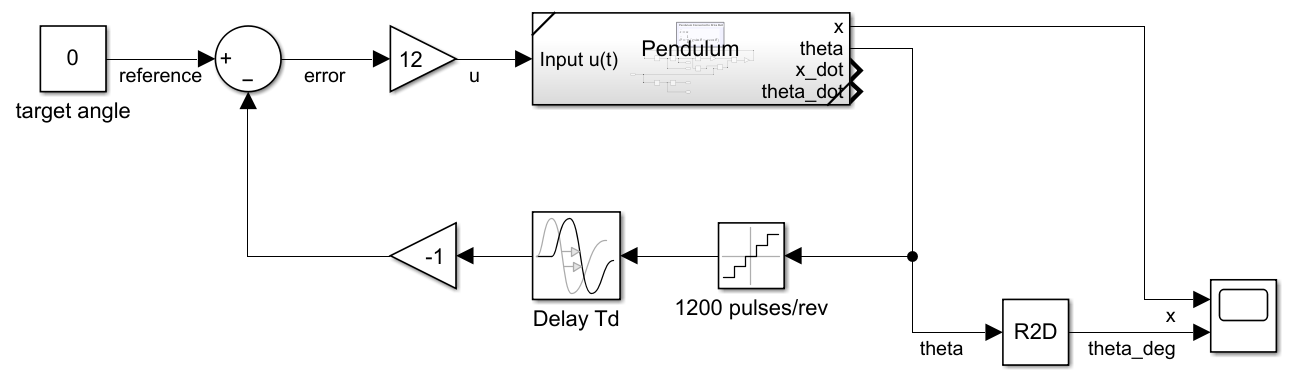 0
target angle
reference
+
−
error
12
u
Input u(t)
Pendulum
x
theta
x_dot
theta_dot
-1
Delay Td
1200 pulses/rev
theta
R2D
theta_deg
x